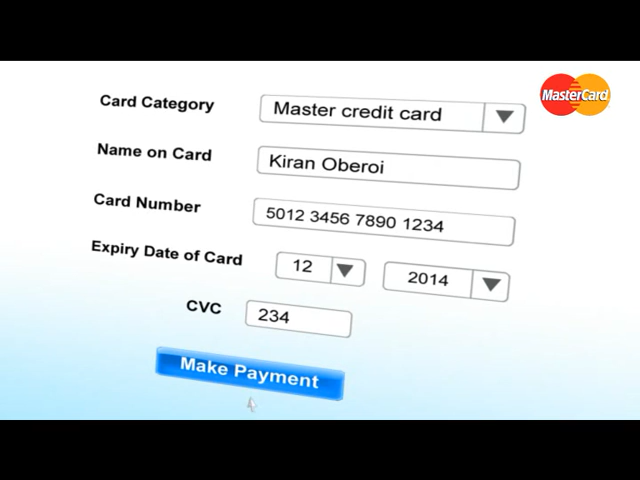 MasterCard
Card Category Master credit card
Name on Card Kiran Oberoi
Card Number 5012 3456 7890 1234
Expiry Date of Card 12 2014
CVC 234
Make Payment